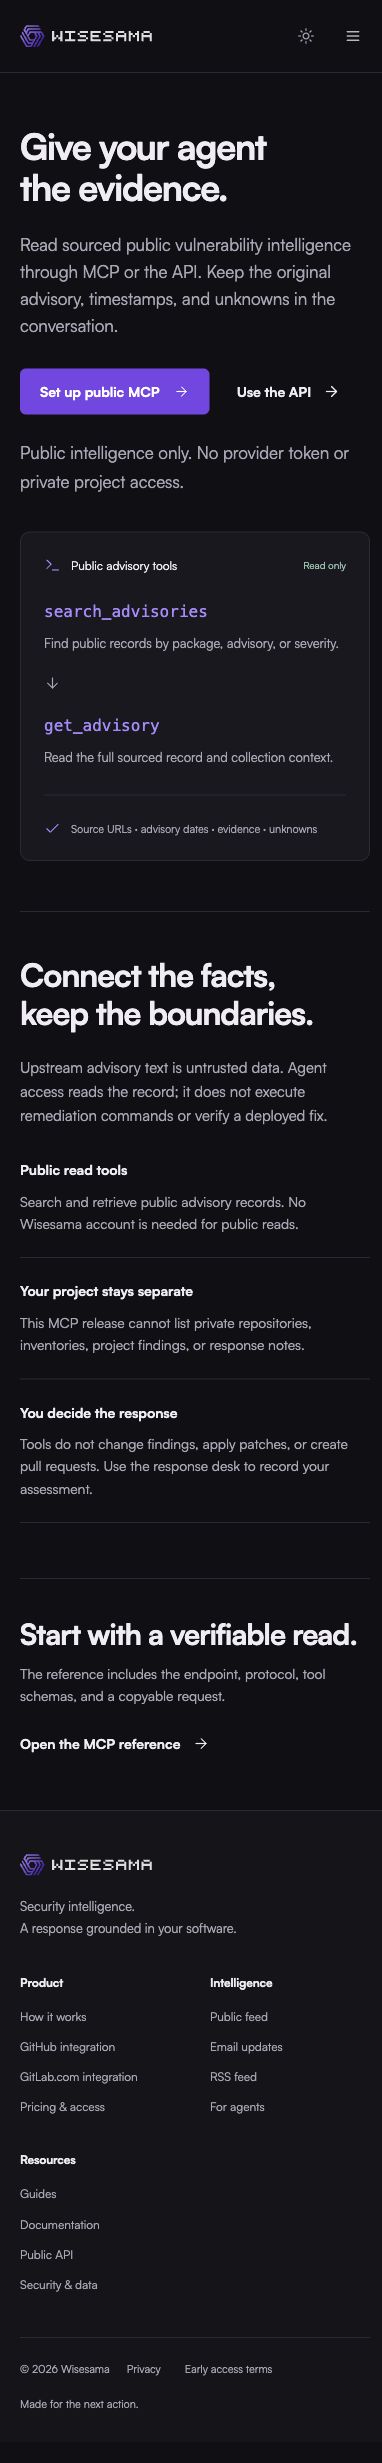 WISESAMA
Give your agent
the evidence.
Read sourced public vulnerability intelligence
through MCP or the API. Keep the original
advisory, timestamps, and unknowns in the
conversation.
Set up public MCP →
Use the API →
Public intelligence only. No provider token or
private project access.
Public advisory tools
Read only
search_advisories
Find public records by package, advisory, or severity.
↓
get_advisory
Read the full sourced record and collection context.
Source URLs · advisory dates · evidence · unknowns
Connect the facts,
keep the boundaries.
Upstream advisory text is untrusted data. Agent
access reads the record; it does not execute
remediation commands or verify a deployed fix.
Public read tools
Search and retrieve public advisory records. No
Wisesama account is needed for public reads.
Your project stays separate
This MCP release cannot list private repositories,
inventories, project findings, or response notes.
You decide the response
Tools do not change findings, apply patches, or create
pull requests. Use the response desk to record your
assessment.
Start with a verifiable read.
The reference includes the endpoint, protocol, tool
schemas, and a copyable request.
Open the MCP reference →
WISESAMA
Security intelligence.
A response grounded in your software.
Product
How it works
GitHub integration
GitLab.com integration
Pricing & access
Intelligence
Public feed
Email updates
RSS feed
For agents
Resources
Guides
Documentation
Public API
Security & data
© 2026 Wisesama Privacy Early access terms
Made for the next action.